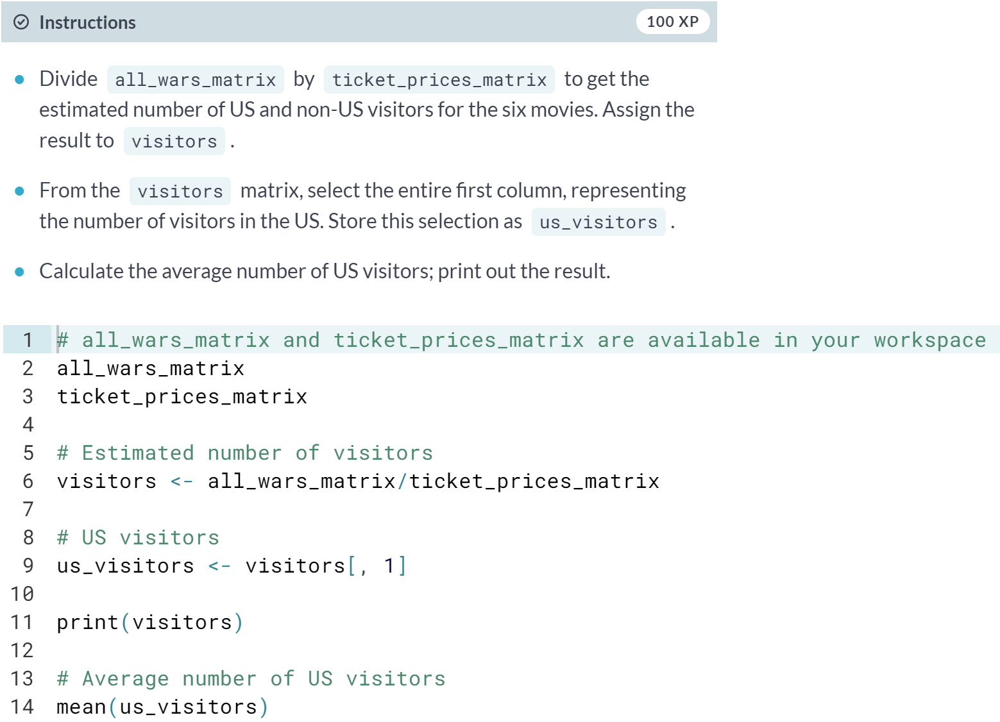 Instructions
100 XP
Divide all_wars_matrix by ticket_prices_matrix to get the
estimated number of US and non-US visitors for the six movies. Assign the
result to visitors .
From the visitors matrix, select the entire first column, representing
the number of visitors in the US. Store this selection as us_visitors .
Calculate the average number of US visitors; print out the result.
1 # all_wars_matrix and ticket_prices_matrix are available in your workspace
2 all_wars_matrix
3 ticket_prices_matrix
4
5 # Estimated number of visitors
6 visitors <- all_wars_matrix/ticket_prices_matrix
7
8 # US visitors
9 us_visitors <- visitors[, 1]
10
11 print(visitors)
12
13 # Average number of US visitors
14 mean(us_visitors)